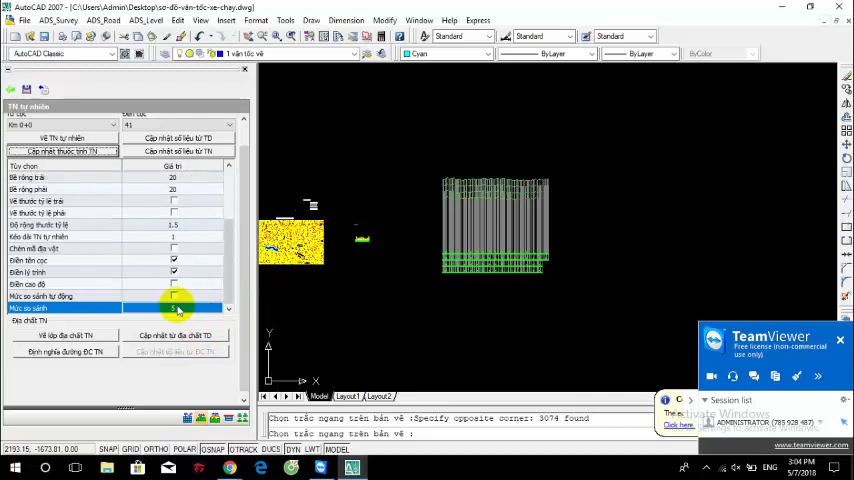 AutoCAD 2007 - [C:\Users\Admin\Desktop\sơ-đồ-vận-tốc-xe-chạy.dwg]
File ADS_Survey ADS_Road ADS_Level Edit View Insert Format Tools Draw Dimension Modify Window Help Express
Standard Standard Standard
AutoCAD Classic 1 vận tốc vẽ Cyan ByLayer ByLayer ByColor
TN tự nhiên
Từ cọc Đến cọc
Km 0+0 41
Vẽ TN tự nhiên Cập nhật số liệu từ TD
Cập nhật thuộc tính TN Cập nhật số liệu từ TN
Tùy chọn Giá trị
Bề rộng trái 20
Bề rộng phải 20
Vẽ thước tỷ lệ trái
Vẽ thước tỷ lệ phải
Độ rộng thước tỷ lệ 1.5
Kéo dài TN tự nhiên 1
Chèn mã địa vật
Điền tên cọc
Điền lý trình
Điền cao độ
Mức so sánh tự động
Mức so sánh 5
Địa chất TN
Vẽ lớp địa chất TN Cập nhật từ địa chất TD
Định nghĩa đường ĐC TN Cập nhật số liệu từ ĐC TN
Y
X
Model Layout1 Layout2
Chọn trắc ngang trên bản vẽ :Specify opposite corner: 3074 found
Chọn trắc ngang trên bản vẽ :
2193.15, -1673.81, 0.00 SNAP GRID ORTHO POLAR OSNAP OTRACK DUCS DYN LWT MODEL
TeamViewer
Free license (non-commercial use only)
Session list
ADMINISTRATOR (785 928 487)
www.teamviewer.com
Click here
Activate Windows
ENG
3:04 PM
5/7/2018